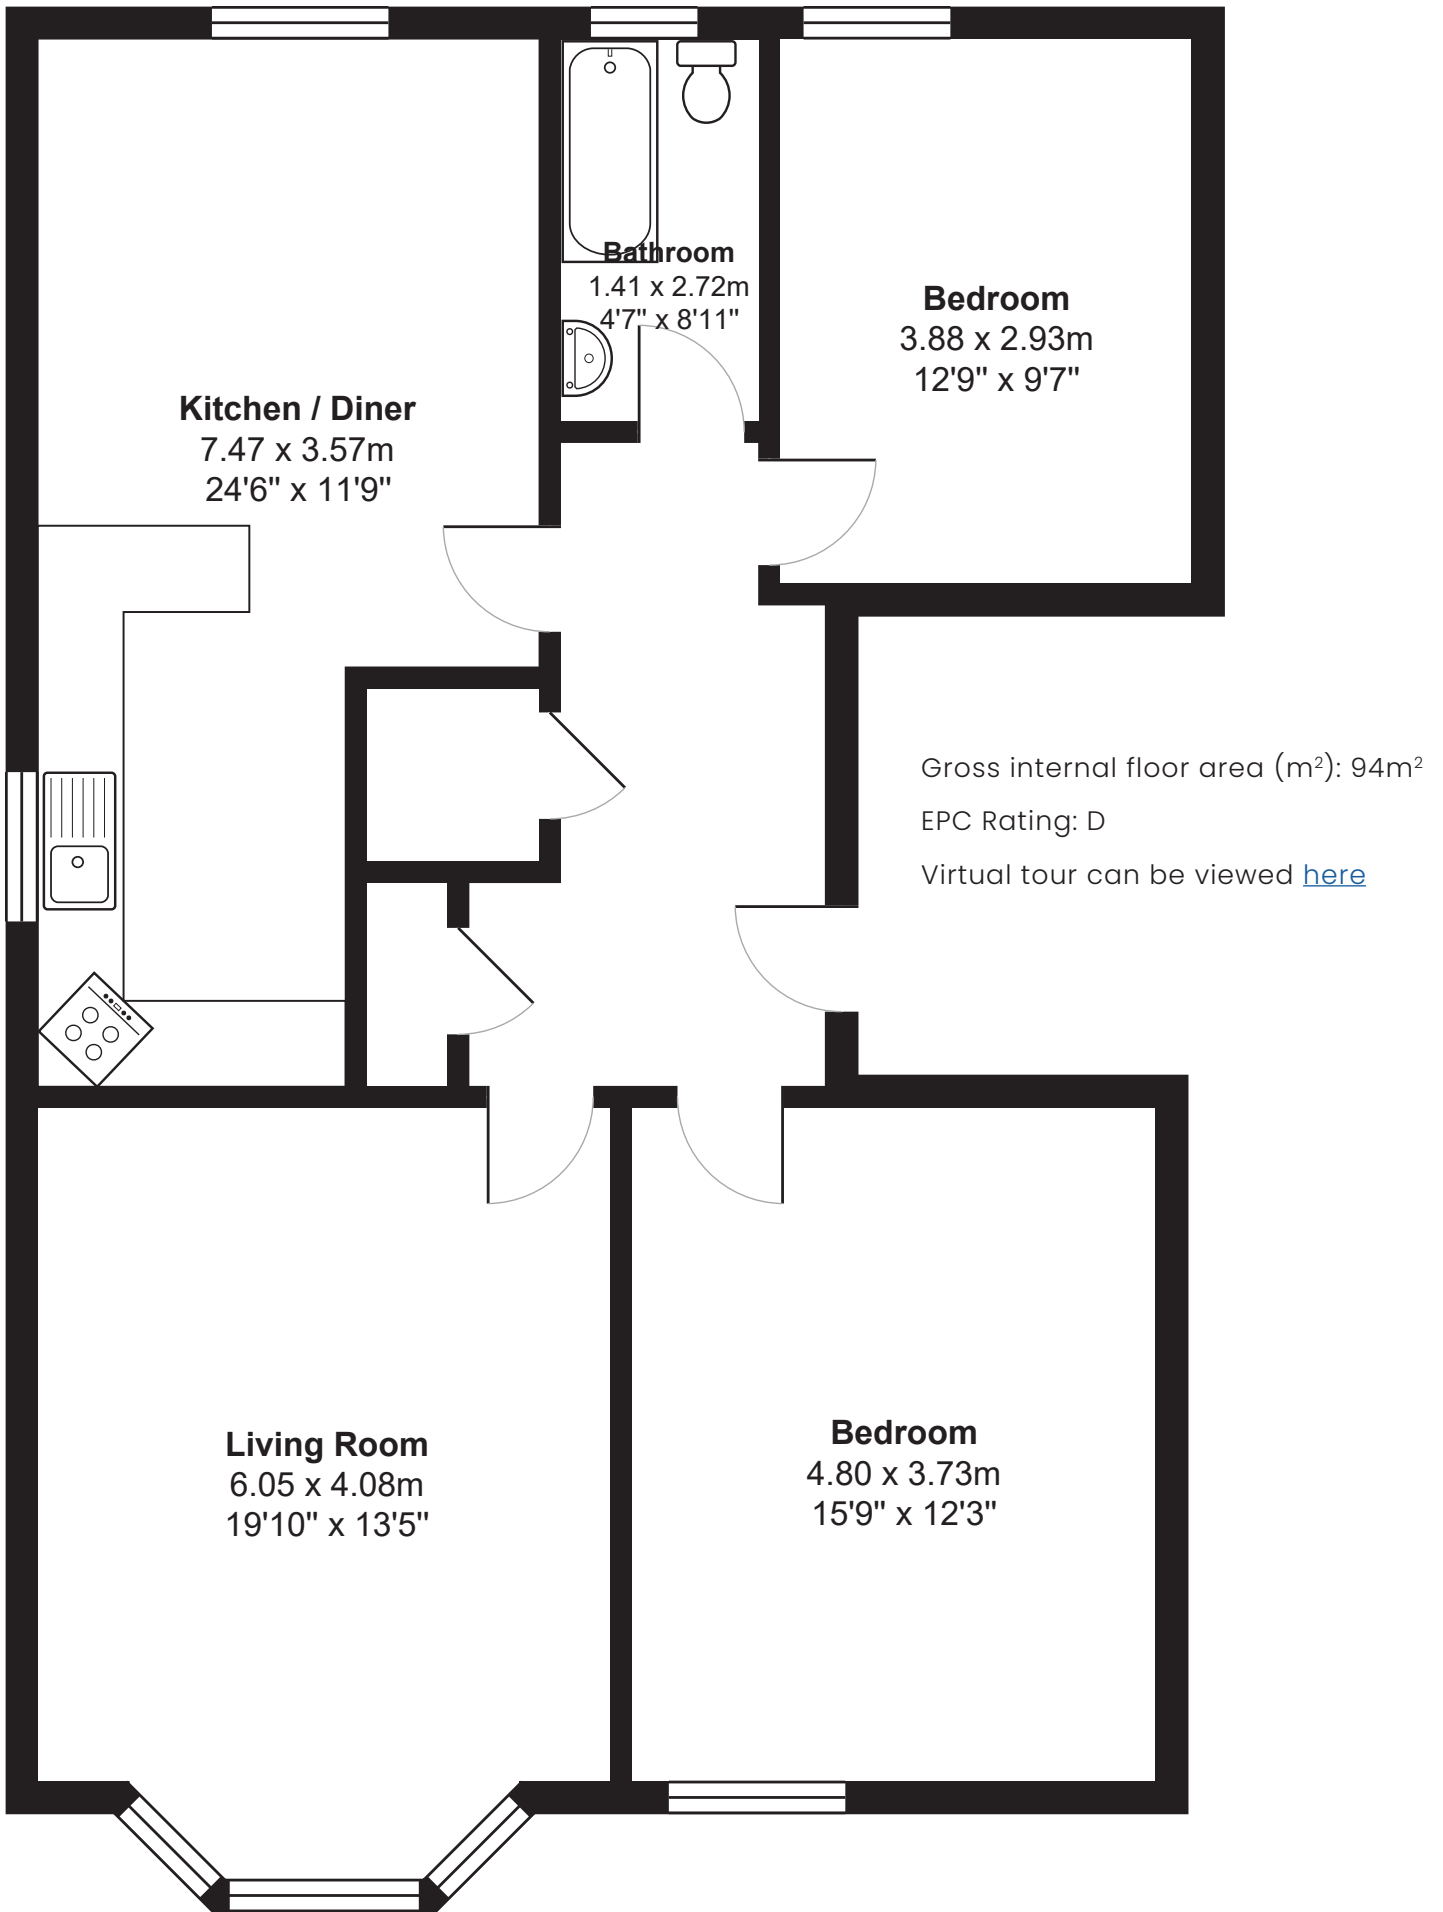 Bathroom
1.41 x 2.72m
4'7" x 8'11"
Bedroom
3.88 x 2.93m
12'9" x 9'7"
Kitchen / Diner
7.47 x 3.57m
24'6" x 11'9"
Gross internal floor area (m²): 94m²
EPC Rating: D
Virtual tour can be viewed here
Living Room
6.05 x 4.08m
19'10" x 13'5"
Bedroom
4.80 x 3.73m
15'9" x 12'3"